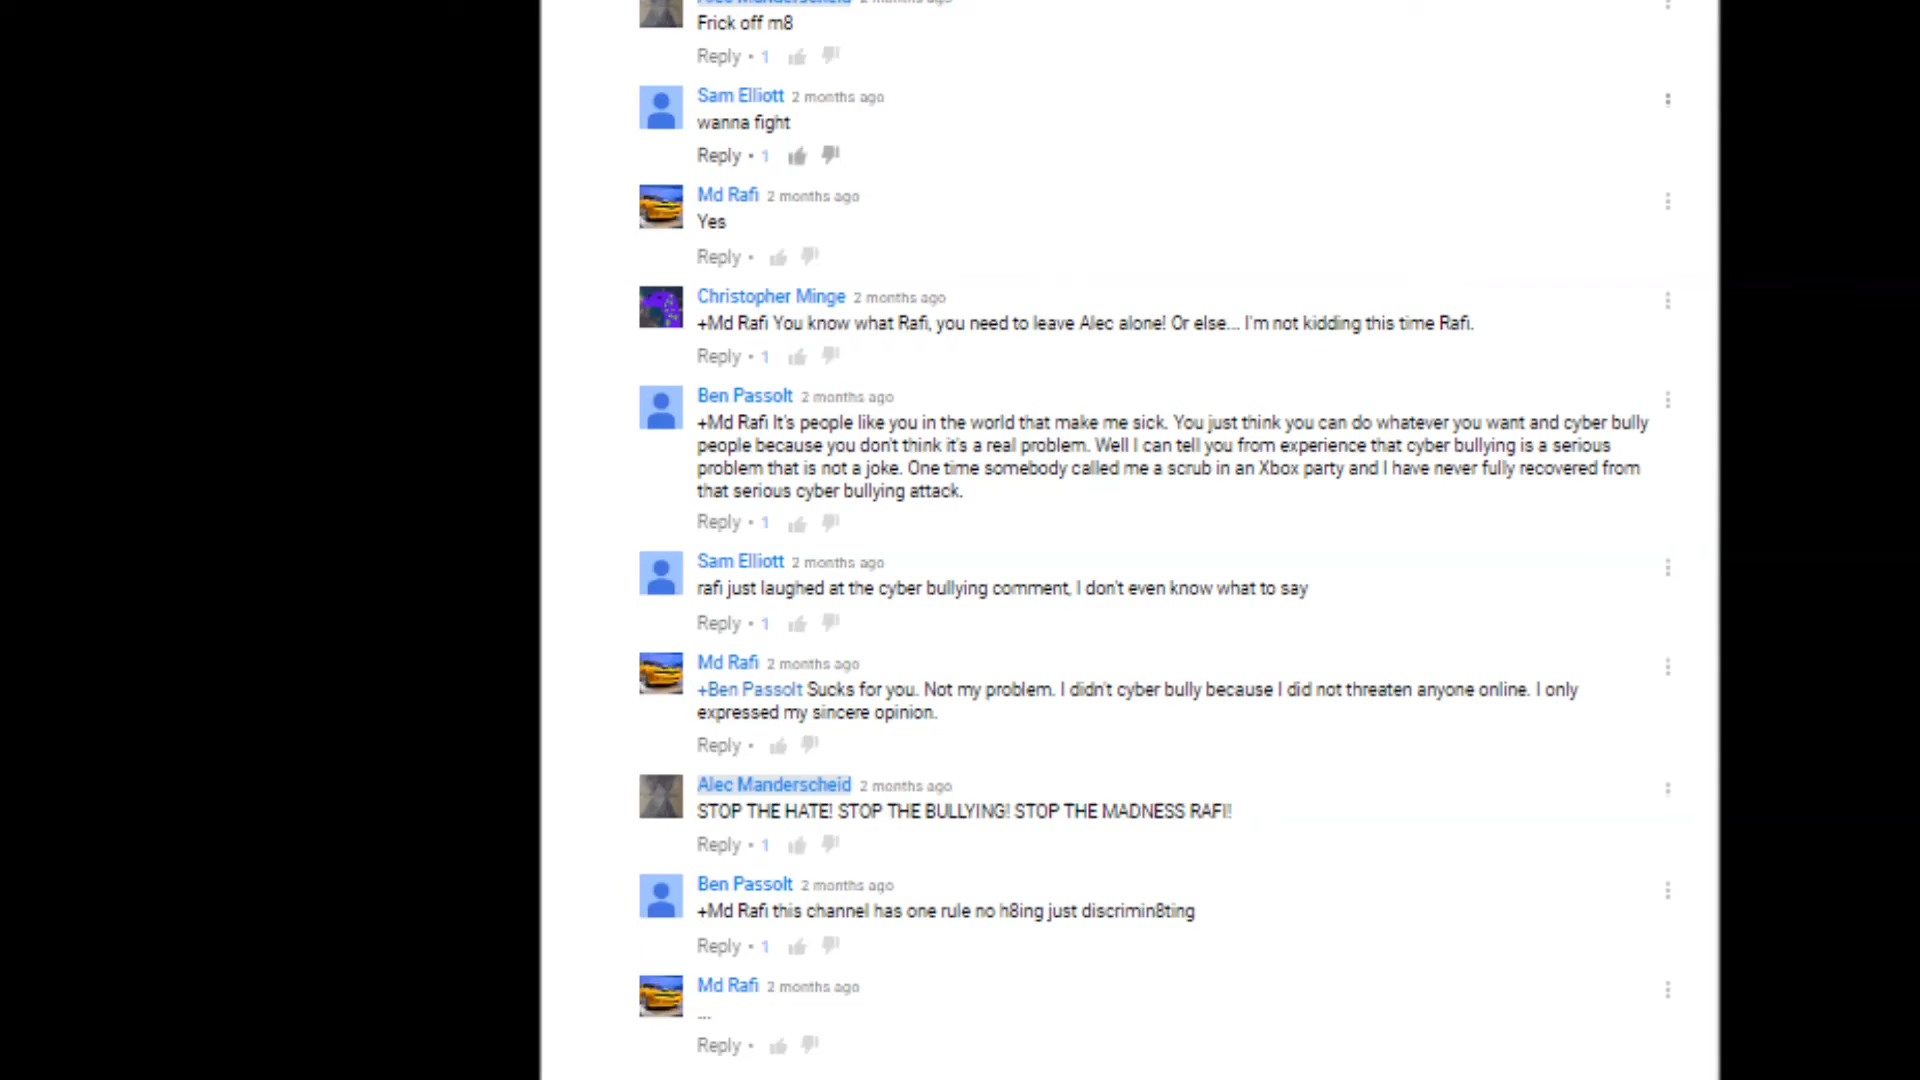 Alec Manderscheid 2 months ago
Frick off m8
Reply • 1
Sam Elliott 2 months ago
wanna fight
Reply • 1
Md Rafi 2 months ago
Yes
Reply •
Christopher Minge 2 months ago
+Md Rafi You know what Rafi, you need to leave Alec alone! Or else... I'm not kidding this time Rafi.
Reply • 1
Ben Passolt 2 months ago
+Md Rafi It's people like you in the world that make me sick. You just think you can do whatever you want and cyber bully
people because you don't think it's a real problem. Well I can tell you from experience that cyber bullying is a serious
problem that is not a joke. One time somebody called me a scrub in an Xbox party and I have never fully recovered from
that serious cyber bullying attack.
Reply • 1
Sam Elliott 2 months ago
rafi just laughed at the cyber bullying comment, I don't even know what to say
Reply • 1
Md Rafi 2 months ago
+Ben Passolt Sucks for you. Not my problem. I didn't cyber bully because I did not threaten anyone online. I only
expressed my sincere opinion.
Reply •
Alec Manderscheid 2 months ago
STOP THE HATE! STOP THE BULLYING! STOP THE MADNESS RAFI!
Reply • 1
Ben Passolt 2 months ago
+Md Rafi this channel has one rule no h8ing just discrimin8ting
Reply • 1
Md Rafi 2 months ago
...
Reply •